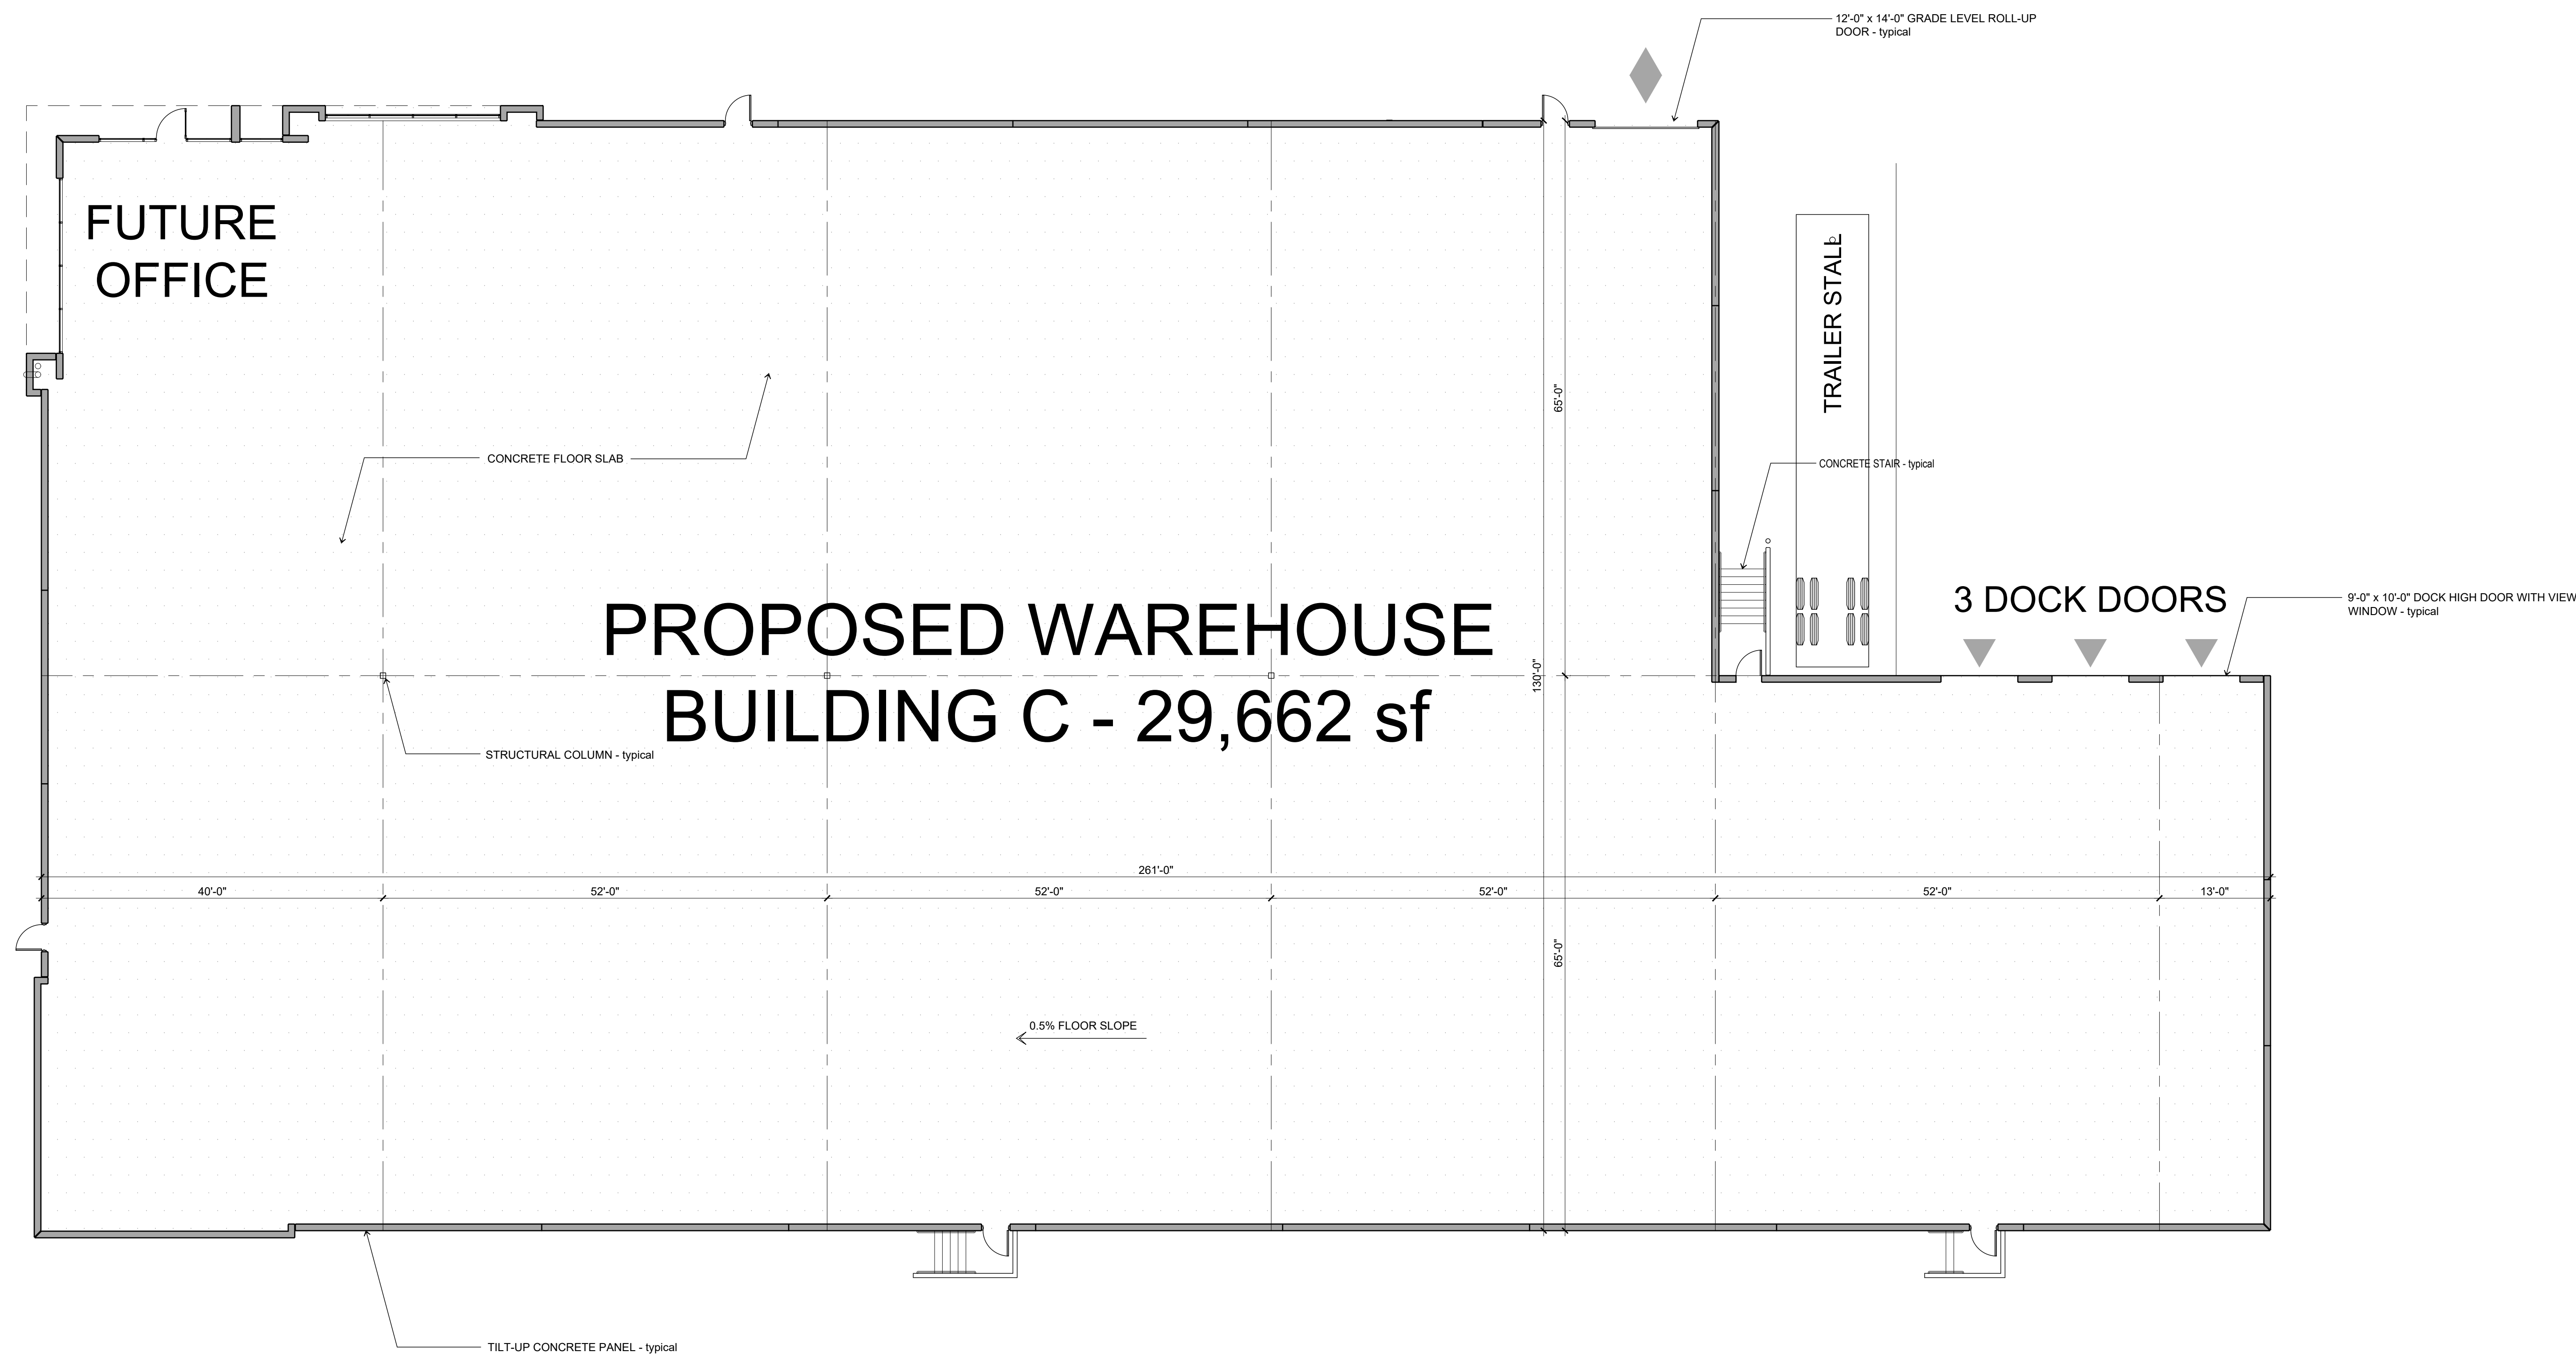 12'-0" x 14'-0" GRADE LEVEL ROLL-UP
DOOR - typical
FUTURE
OFFICE
TRAILER STALL
65'-0"
CONCRETE FLOOR SLAB
CONCRETE STAIR - typical
3 DOCK DOORS
9'-0" x 10'-0" DOCK HIGH DOOR WITH VIEW
WINDOW - typical
PROPOSED WAREHOUSE
BUILDING C - 29,662 sf
130'-0"
STRUCTURAL COLUMN - typical
261'-0"
40'-0"
52'-0"
52'-0"
52'-0"
52'-0"
13'-0"
65'-0"
0.5% FLOOR SLOPE
TILT-UP CONCRETE PANEL - typical